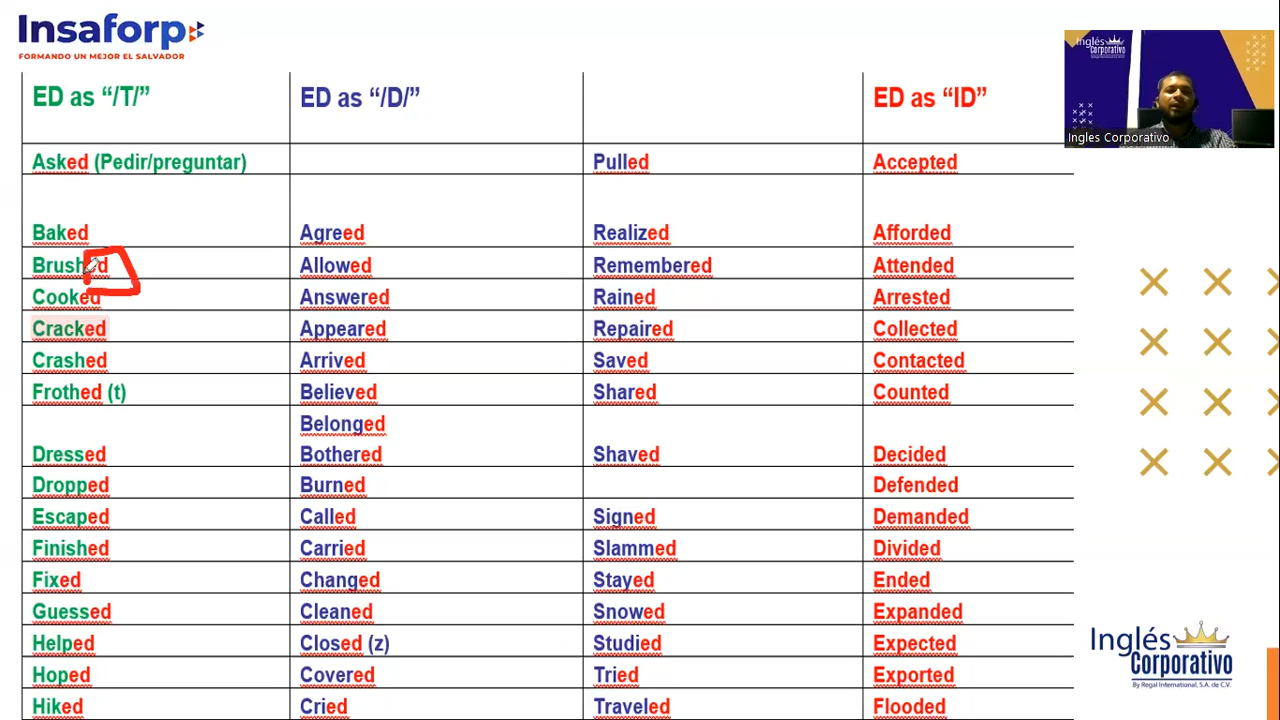 Insaforp
FORMANDO UN MEJOR EL SALVADOR
Inglés
Corporativo
Ingles Corporativo
ED as “/T/” ED as “/D/” ED as “ID”
Asked (Pedir/preguntar) Pulled Accepted
Baked Agreed Realized Afforded
Brushed Allowed Remembered Attended
Cooked Answered Rained Arrested
Cracked Appeared Repaired Collected
Crashed Arrived Saved Contacted
Frothed (t) Believed Shared Counted
Belonged
Dressed Bothered Shaved Decided
Dropped Burned Defended
Escaped Called Signed Demanded
Finished Carried Slammed Divided
Fixed Changed Stayed Ended
Guessed Cleaned Snowed Expanded
Helped Closed (z) Studied Expected
Hoped Covered Tried Exported
Hiked Cried Traveled Flooded
Inglés
Corporativo
By Regal International, S.A. de C.V.